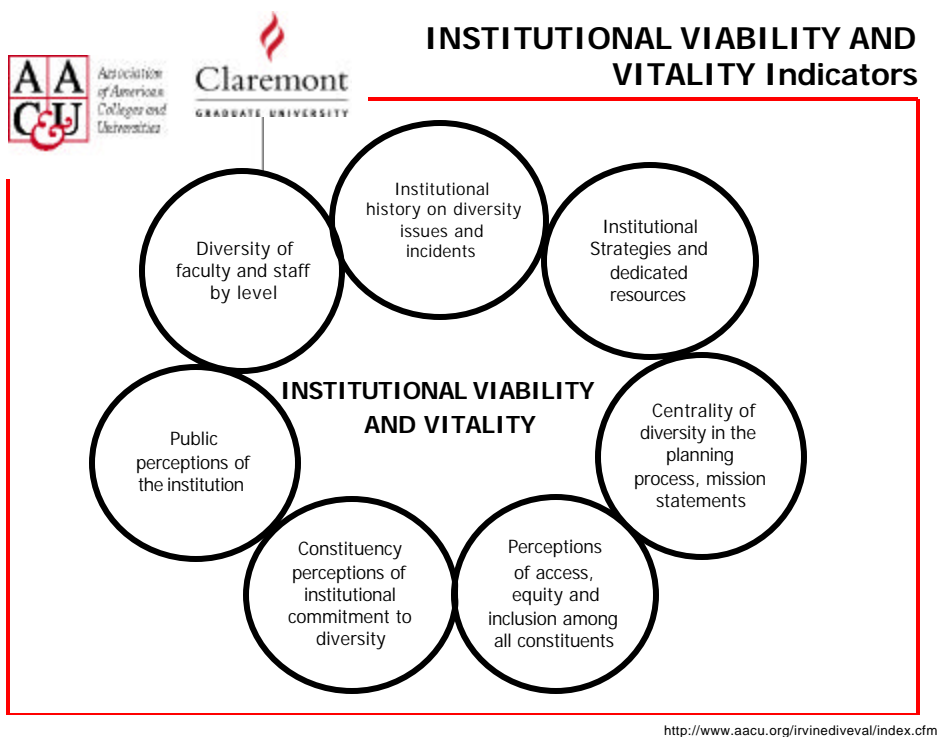 INSTITUTIONAL VIABILITY AND
VITALITY Indicators
A A
C & U
Association
of American
Colleges and
Universities
Claremont
GRADUATE UNIVERSITY
Institutional
history on diversity
issues and
incidents
Institutional
Strategies and
dedicated
resources
Diversity of
faculty and staff
by level
INSTITUTIONAL VIABILITY
AND VITALITY
Centrality of
diversity in the
planning
process, mission
statements
Public
perceptions of
the institution
Constituency
perceptions of
institutional
commitment to
diversity
Perceptions
of access,
equity and
inclusion among
all constituents
http://www.aacu.org/irvinediveval/index.cfm